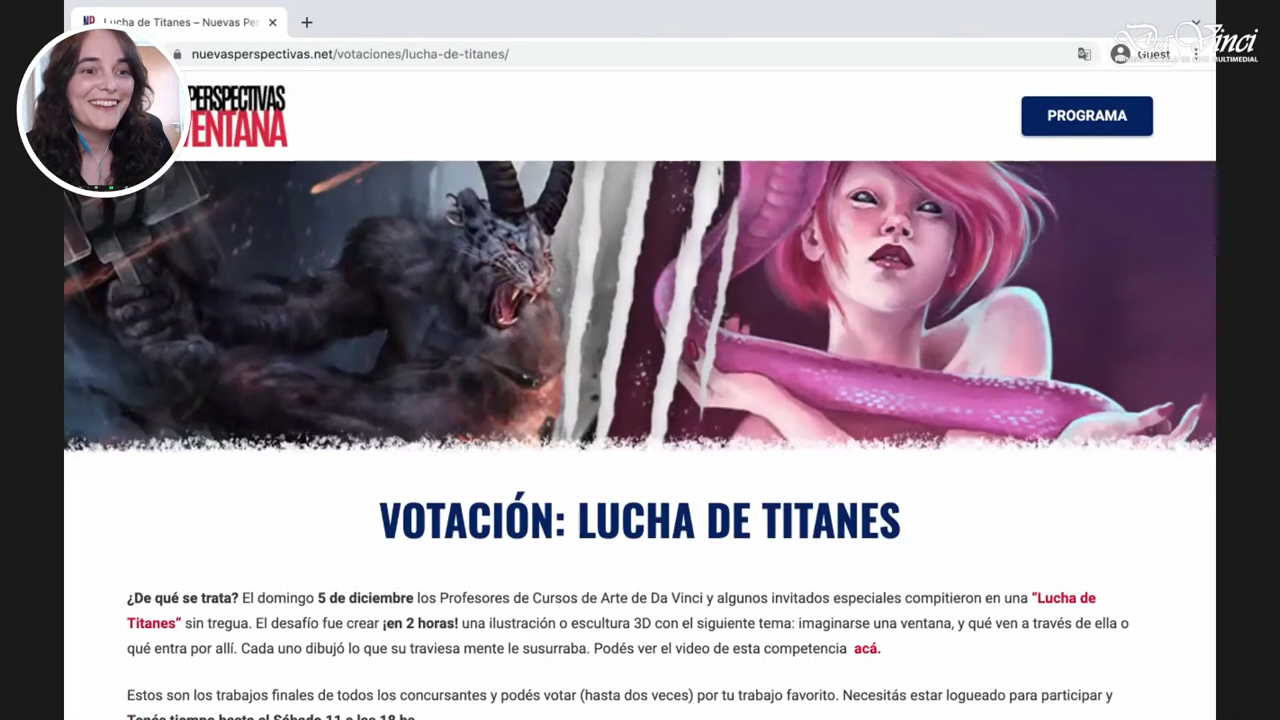 Lucha de Titanes – Nuevas Per
nuevasperspectivas.net/votaciones/lucha-de-titanes/
Guest
Da Vinci
PERSPECTIVAS
VENTANA
PROGRAMA
VOTACIÓN: LUCHA DE TITANES
¿De qué se trata? El domingo 5 de diciembre los Profesores de Cursos de Arte de Da Vinci y algunos invitados especiales compitieron en una "Lucha de
Titanes" sin tregua. El desafío fue crear ¡en 2 horas! una ilustración o escultura 3D con el siguiente tema: imaginarse una ventana, y qué ven a través de ella o
qué entra por allí. Cada uno dibujó lo que su traviesa mente le susurraba. Podés ver el video de esta competencia acá.
Estos son los trabajos finales de todos los concursantes y podés votar (hasta dos veces) por tu trabajo favorito. Necesitás estar logueado para participar y
Tenés tiempo hasta el Sábado 11 a las 18 hs